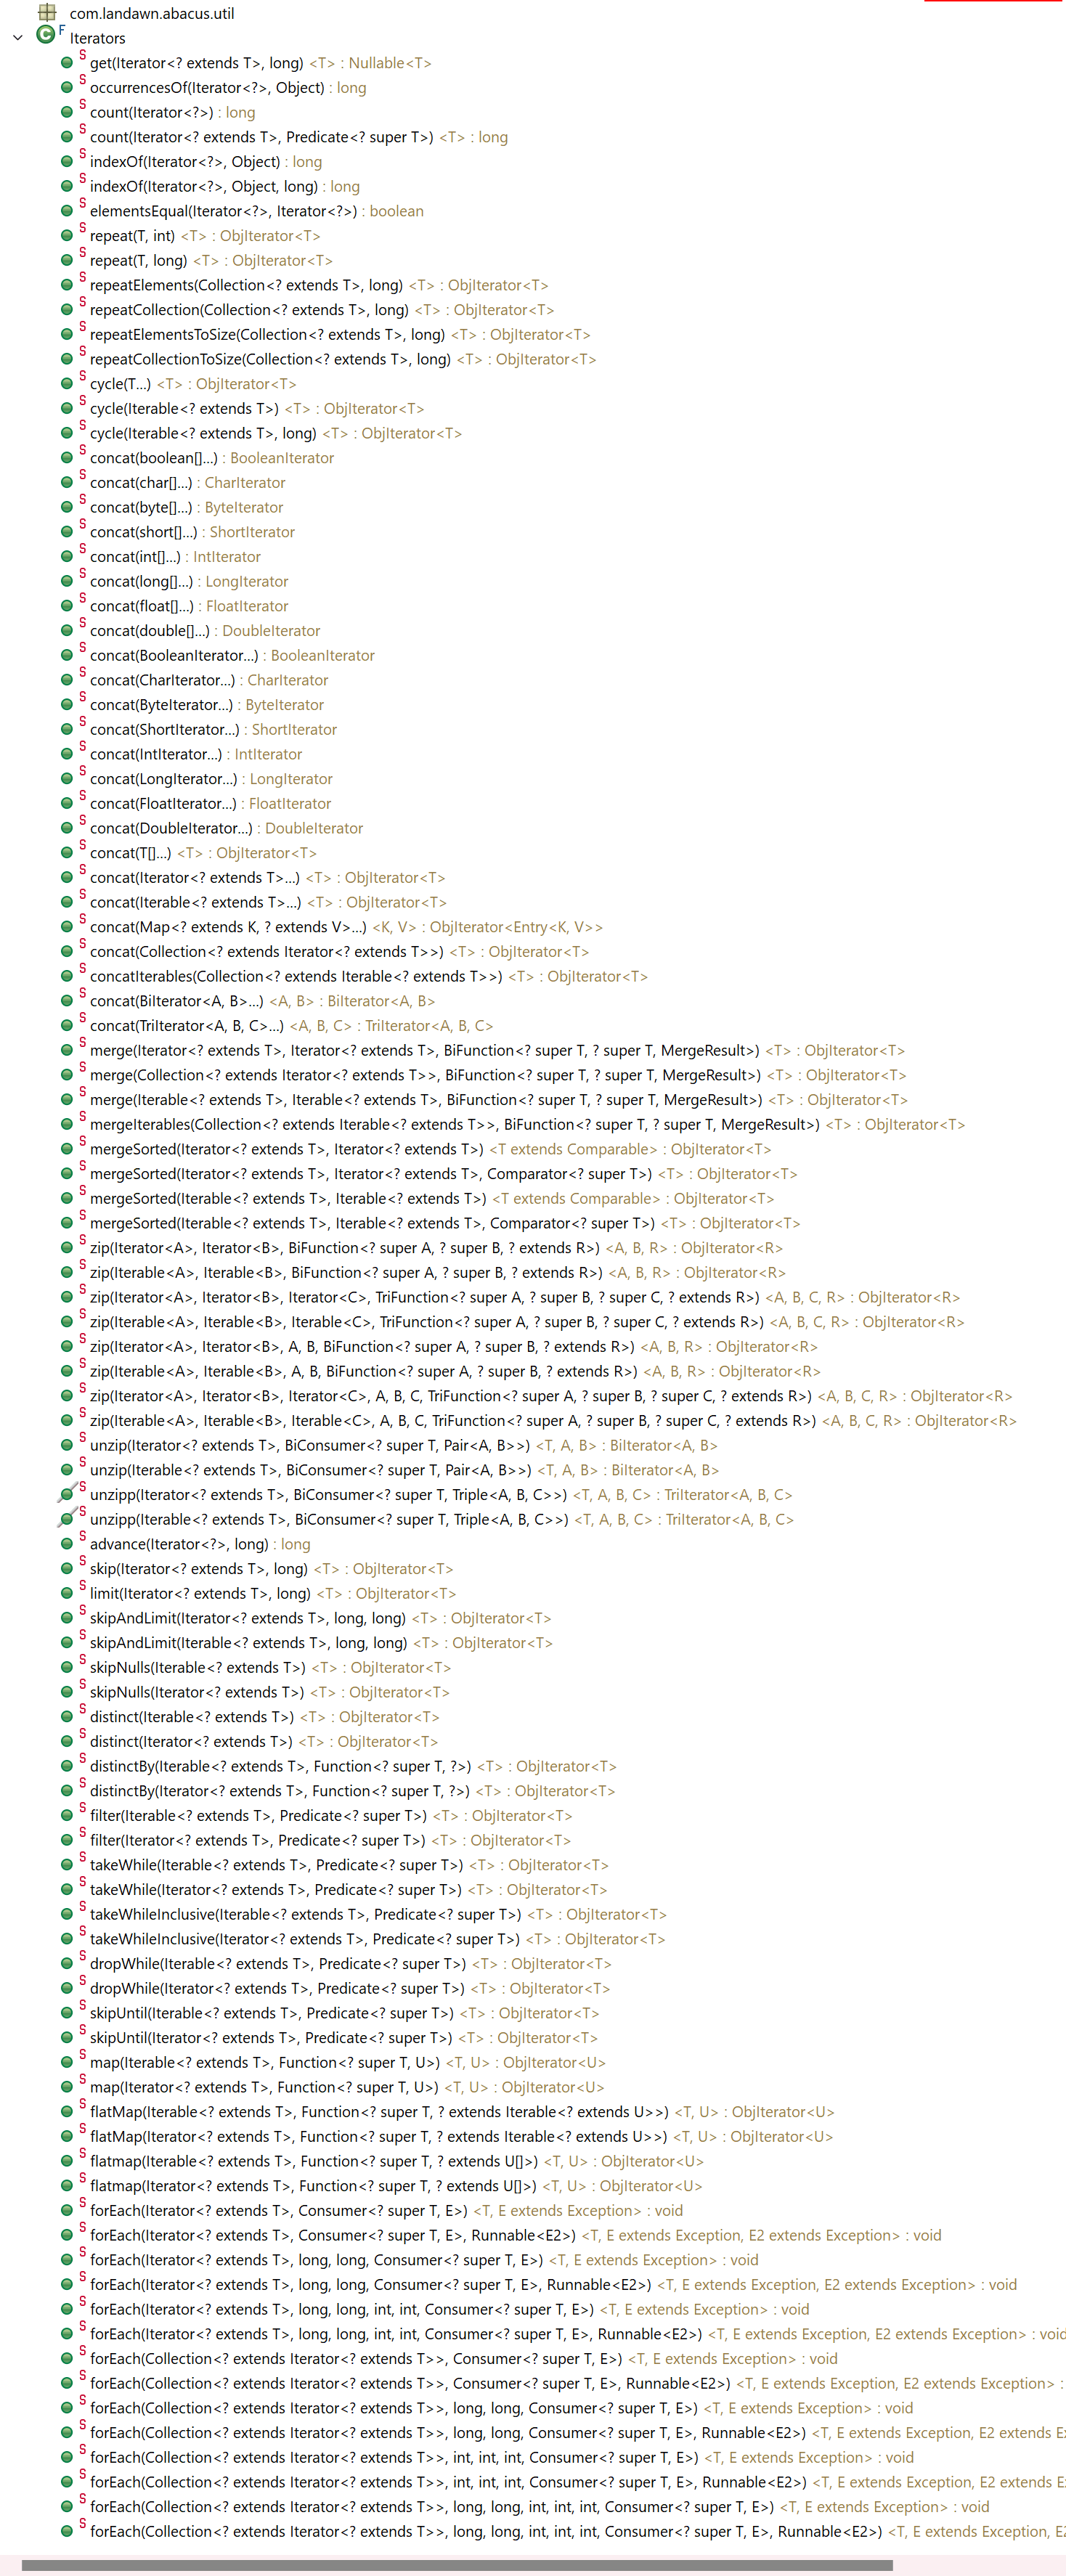 com.landawn.abacus.util
Iterators
get(Iterator<? extends T>, long) <T> : Nullable<T>
occurrencesOf(Iterator<?>, Object) : long
count(Iterator<?>) : long
count(Iterator<? extends T>, Predicate<? super T>) <T> : long
indexOf(Iterator<?>, Object) : long
indexOf(Iterator<?>, Object, long) : long
elementsEqual(Iterator<?>, Iterator<?>) : boolean
repeat(T, int) <T> : ObjIterator<T>
repeat(T, long) <T> : ObjIterator<T>
repeatElements(Collection<? extends T>, long) <T> : ObjIterator<T>
repeatCollection(Collection<? extends T>, long) <T> : ObjIterator<T>
repeatElementsToSize(Collection<? extends T>, long) <T> : ObjIterator<T>
repeatCollectionToSize(Collection<? extends T>, long) <T> : ObjIterator<T>
cycle(T...) <T> : ObjIterator<T>
cycle(Iterable<? extends T>) <T> : ObjIterator<T>
cycle(Iterable<? extends T>, long) <T> : ObjIterator<T>
concat(boolean[]...) : BooleanIterator
concat(char[]...) : CharIterator
concat(byte[]...) : ByteIterator
concat(short[]...) : ShortIterator
concat(int[]...) : IntIterator
concat(long[]...) : LongIterator
concat(float[]...) : FloatIterator
concat(double[]...) : DoubleIterator
concat(BooleanIterator...) : BooleanIterator
concat(CharIterator...) : CharIterator
concat(ByteIterator...) : ByteIterator
concat(ShortIterator...) : ShortIterator
concat(IntIterator...) : IntIterator
concat(LongIterator...) : LongIterator
concat(FloatIterator...) : FloatIterator
concat(DoubleIterator...) : DoubleIterator
concat(T[]...) <T> : ObjIterator<T>
concat(Iterator<? extends T>...) <T> : ObjIterator<T>
concat(Iterable<? extends T>...) <T> : ObjIterator<T>
concat(Map<? extends K, ? extends V>...) <K, V> : ObjIterator<Entry<K, V>>
concat(Collection<? extends Iterator<? extends T>>) <T> : ObjIterator<T>
concatIterables(Collection<? extends Iterable<? extends T>>) <T> : ObjIterator<T>
concat(BiIterator<A, B>...) <A, B> : BiIterator<A, B>
concat(TriIterator<A, B, C>...) <A, B, C> : TriIterator<A, B, C>
merge(Iterator<? extends T>, Iterator<? extends T>, BiFunction<? super T, ? super T, MergeResult>) <T> : ObjIterator<T>
merge(Collection<? extends Iterator<? extends T>>, BiFunction<? super T, ? super T, MergeResult>) <T> : ObjIterator<T>
merge(Iterable<? extends T>, Iterable<? extends T>, BiFunction<? super T, ? super T, MergeResult>) <T> : ObjIterator<T>
mergeIterables(Collection<? extends Iterable<? extends T>>, BiFunction<? super T, ? super T, MergeResult>) <T> : ObjIterator<T>
mergeSorted(Iterator<? extends T>, Iterator<? extends T>) <T extends Comparable> : ObjIterator<T>
mergeSorted(Iterator<? extends T>, Iterator<? extends T>, Comparator<? super T>) <T> : ObjIterator<T>
mergeSorted(Iterable<? extends T>, Iterable<? extends T>) <T extends Comparable> : ObjIterator<T>
mergeSorted(Iterable<? extends T>, Iterable<? extends T>, Comparator<? super T>) <T> : ObjIterator<T>
zip(Iterator<A>, Iterator<B>, BiFunction<? super A, ? super B, ? extends R>) <A, B, R> : ObjIterator<R>
zip(Iterable<A>, Iterable<B>, BiFunction<? super A, ? super B, ? extends R>) <A, B, R> : ObjIterator<R>
zip(Iterator<A>, Iterator<B>, Iterator<C>, TriFunction<? super A, ? super B, ? super C, ? extends R>) <A, B, C, R> : ObjIterator<R>
zip(Iterable<A>, Iterable<B>, Iterable<C>, TriFunction<? super A, ? super B, ? super C, ? extends R>) <A, B, C, R> : ObjIterator<R>
zip(Iterator<A>, Iterator<B>, A, B, BiFunction<? super A, ? super B, ? extends R>) <A, B, R> : ObjIterator<R>
zip(Iterable<A>, Iterable<B>, A, B, BiFunction<? super A, ? super B, ? extends R>) <A, B, R> : ObjIterator<R>
zip(Iterator<A>, Iterator<B>, Iterator<C>, A, B, C, TriFunction<? super A, ? super B, ? super C, ? extends R>) <A, B, C, R> : ObjIterator<R>
zip(Iterable<A>, Iterable<B>, Iterable<C>, A, B, C, TriFunction<? super A, ? super B, ? super C, ? extends R>) <A, B, C, R> : ObjIterator<R>
unzip(Iterator<? extends T>, BiConsumer<? super T, Pair<A, B>>) <T, A, B> : BiIterator<A, B>
unzip(Iterable<? extends T>, BiConsumer<? super T, Pair<A, B>>) <T, A, B> : BiIterator<A, B>
unzipp(Iterator<? extends T>, BiConsumer<? super T, Triple<A, B, C>>) <T, A, B, C> : TriIterator<A, B, C>
unzipp(Iterable<? extends T>, BiConsumer<? super T, Triple<A, B, C>>) <T, A, B, C> : TriIterator<A, B, C>
advance(Iterator<?>, long) : long
skip(Iterator<? extends T>, long) <T> : ObjIterator<T>
limit(Iterator<? extends T>, long) <T> : ObjIterator<T>
skipAndLimit(Iterator<? extends T>, long, long) <T> : ObjIterator<T>
skipAndLimit(Iterable<? extends T>, long, long) <T> : ObjIterator<T>
skipNulls(Iterable<? extends T>) <T> : ObjIterator<T>
skipNulls(Iterator<? extends T>) <T> : ObjIterator<T>
distinct(Iterable<? extends T>) <T> : ObjIterator<T>
distinct(Iterator<? extends T>) <T> : ObjIterator<T>
distinctBy(Iterable<? extends T>, Function<? super T, ?>) <T> : ObjIterator<T>
distinctBy(Iterator<? extends T>, Function<? super T, ?>) <T> : ObjIterator<T>
filter(Iterable<? extends T>, Predicate<? super T>) <T> : ObjIterator<T>
filter(Iterator<? extends T>, Predicate<? super T>) <T> : ObjIterator<T>
takeWhile(Iterable<? extends T>, Predicate<? super T>) <T> : ObjIterator<T>
takeWhile(Iterator<? extends T>, Predicate<? super T>) <T> : ObjIterator<T>
takeWhileInclusive(Iterable<? extends T>, Predicate<? super T>) <T> : ObjIterator<T>
takeWhileInclusive(Iterator<? extends T>, Predicate<? super T>) <T> : ObjIterator<T>
dropWhile(Iterable<? extends T>, Predicate<? super T>) <T> : ObjIterator<T>
dropWhile(Iterator<? extends T>, Predicate<? super T>) <T> : ObjIterator<T>
skipUntil(Iterable<? extends T>, Predicate<? super T>) <T> : ObjIterator<T>
skipUntil(Iterator<? extends T>, Predicate<? super T>) <T> : ObjIterator<T>
map(Iterable<? extends T>, Function<? super T, U>) <T, U> : ObjIterator<U>
map(Iterator<? extends T>, Function<? super T, U>) <T, U> : ObjIterator<U>
flatMap(Iterable<? extends T>, Function<? super T, ? extends Iterable<? extends U>>) <T, U> : ObjIterator<U>
flatMap(Iterator<? extends T>, Function<? super T, ? extends Iterable<? extends U>>) <T, U> : ObjIterator<U>
flatmap(Iterable<? extends T>, Function<? super T, ? extends U[]>) <T, U> : ObjIterator<U>
flatmap(Iterator<? extends T>, Function<? super T, ? extends U[]>) <T, U> : ObjIterator<U>
forEach(Iterator<? extends T>, Consumer<? super T, E>) <T, E extends Exception> : void
forEach(Iterator<? extends T>, Consumer<? super T, E>, Runnable<E2>) <T, E extends Exception, E2 extends Exception> : void
forEach(Iterator<? extends T>, long, long, Consumer<? super T, E>) <T, E extends Exception> : void
forEach(Iterator<? extends T>, long, long, Consumer<? super T, E>, Runnable<E2>) <T, E extends Exception, E2 extends Exception> : void
forEach(Iterator<? extends T>, long, long, int, int, Consumer<? super T, E>) <T, E extends Exception> : void
forEach(Iterator<? extends T>, long, long, int, int, Consumer<? super T, E>, Runnable<E2>) <T, E extends Exception, E2 extends Exception> : void
forEach(Collection<? extends Iterator<? extends T>>, Consumer<? super T, E>) <T, E extends Exception> : void
forEach(Collection<? extends Iterator<? extends T>>, Consumer<? super T, E>, Runnable<E2>) <T, E extends Exception, E2 extends Exception> :
forEach(Collection<? extends Iterator<? extends T>>, long, long, Consumer<? super T, E>) <T, E extends Exception> : void
forEach(Collection<? extends Iterator<? extends T>>, long, long, Consumer<? super T, E>, Runnable<E2>) <T, E extends Exception, E2 extends E
forEach(Collection<? extends Iterator<? extends T>>, int, int, int, Consumer<? super T, E>) <T, E extends Exception> : void
forEach(Collection<? extends Iterator<? extends T>>, int, int, int, Consumer<? super T, E>, Runnable<E2>) <T, E extends Exception, E2 extends E
forEach(Collection<? extends Iterator<? extends T>>, long, long, int, int, int, Consumer<? super T, E>) <T, E extends Exception> : void
forEach(Collection<? extends Iterator<? extends T>>, long, long, int, int, int, Consumer<? super T, E>, Runnable<E2>) <T, E extends Exception, E2